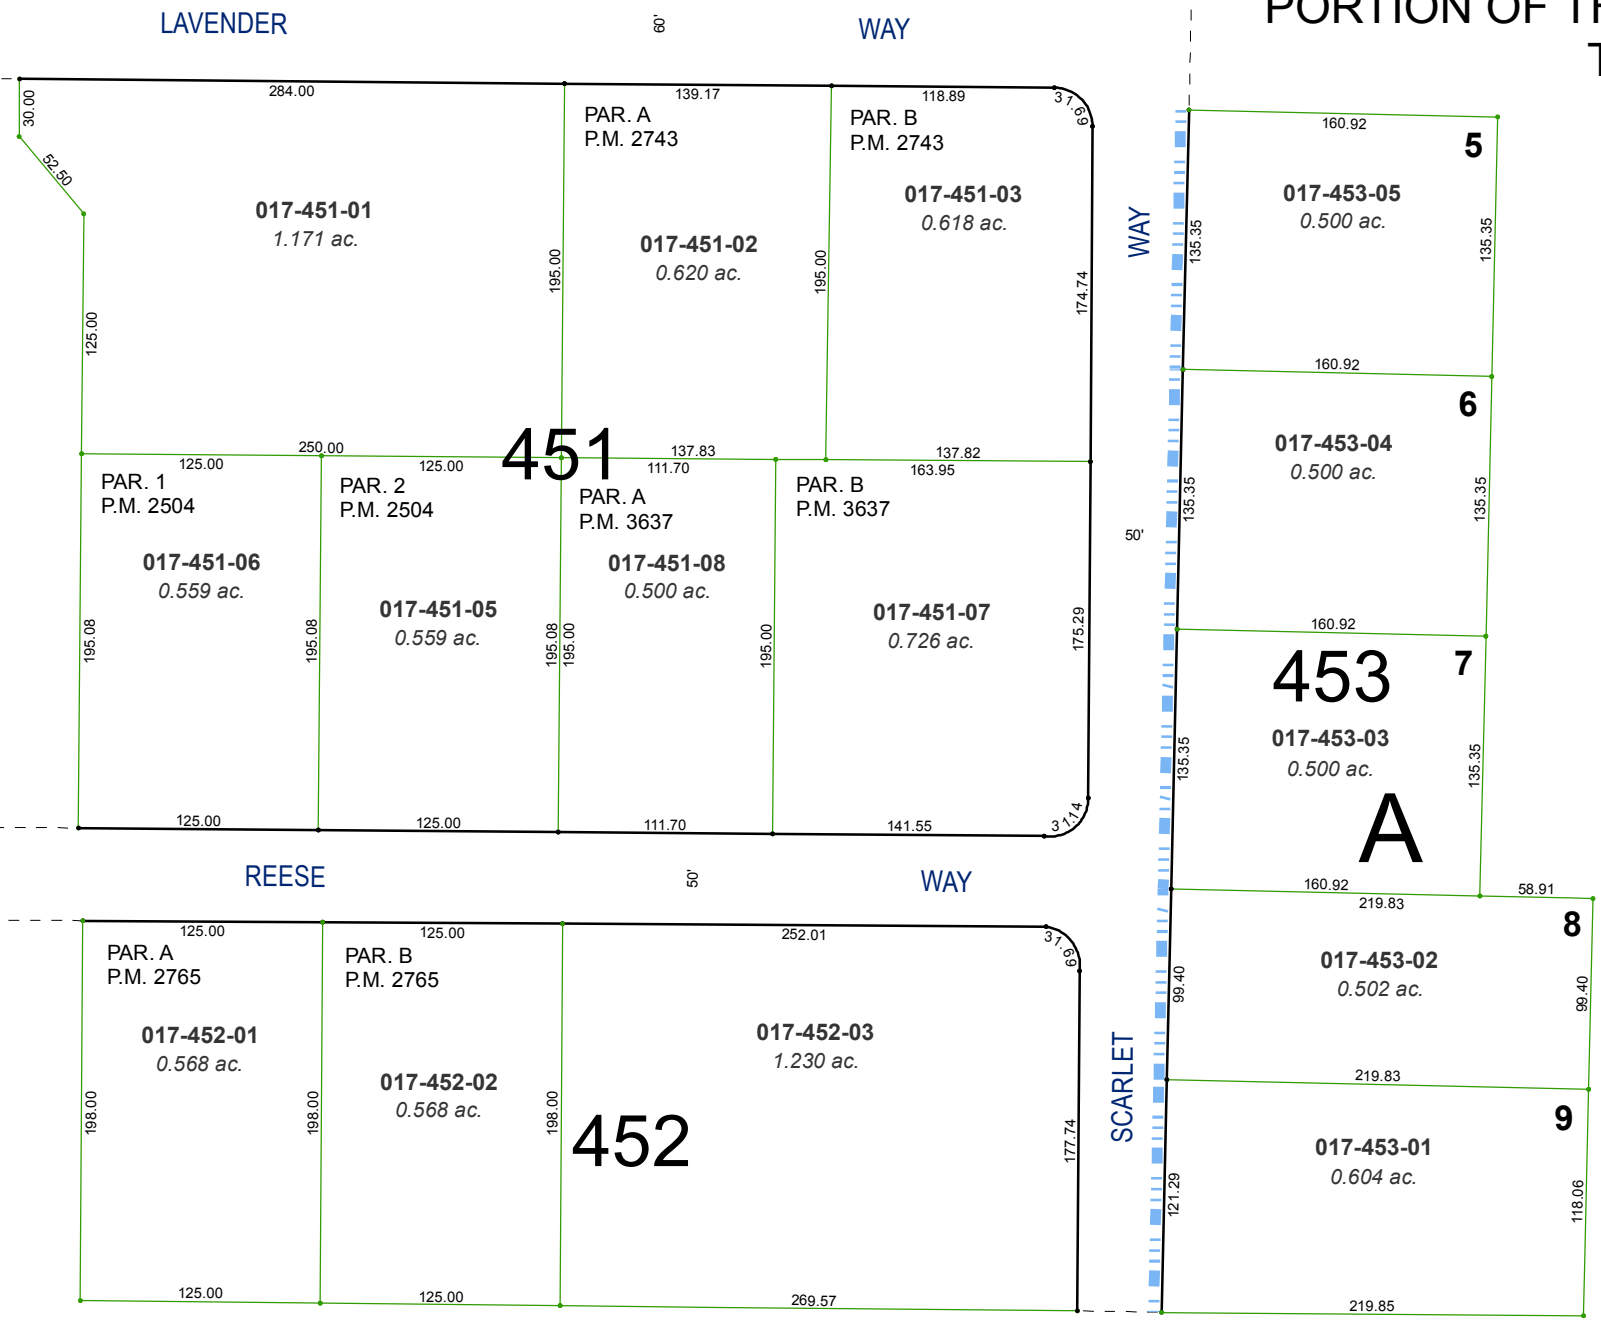 LAVENDER 60' WAY
PORTION OF TH
T
284.00
139.17
118.89
31.69
30.00
52.50
125.00
017-451-01
1.171 ac.
195.00
PAR. A
P.M. 2743
017-451-02
0.620 ac.
195.00
PAR. B
P.M. 2743
017-451-03
0.618 ac.
174.74
250.00
137.83
137.82
451
125.00
PAR. 1
P.M. 2504
017-451-06
0.559 ac.
195.08
125.00
195.08
125.00
PAR. 2
P.M. 2504
017-451-05
0.559 ac.
195.08
125.00
111.70
PAR. A
P.M. 3637
017-451-08
0.500 ac.
195.00
195.00
111.70
163.95
PAR. B
P.M. 3637
017-451-07
0.726 ac.
175.29
141.55
31.14
REESE 50' WAY
125.00
PAR. A
P.M. 2765
017-452-01
0.568 ac.
198.00
198.00
125.00
125.00
PAR. B
P.M. 2765
017-452-02
0.568 ac.
198.00
125.00
252.01
31.69
017-452-03
1.230 ac.
452
177.74
269.57
WAY
50'
SCARLET
160.92
5
017-453-05
0.500 ac.
135.35
135.35
160.92
6
017-453-04
0.500 ac.
135.35
135.35
160.92
453
7
017-453-03
0.500 ac.
135.35
135.35
A
160.92
58.91
219.83
8
017-453-02
0.502 ac.
99.40
99.40
219.83
9
017-453-01
0.604 ac.
121.29
118.06
219.85